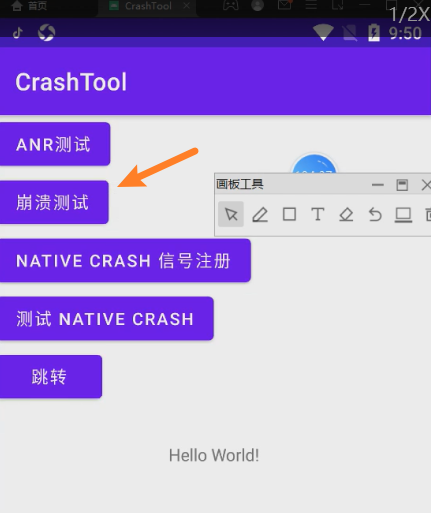 首页
CrashTool
1/2X
9:50
CrashTool
ANR测试
崩溃测试
画板工具
NATIVE CRASH 信号注册
测试 NATIVE CRASH
跳转
Hello World!